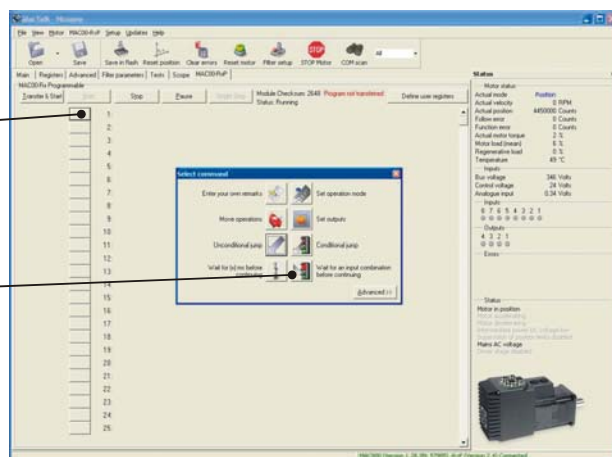 File View Motor MAC00-RxP Setup Updates Help
Open Save Save in flash Reset position Clear errors Reset motor Filter setup STOP Motor COM scan All
Main Registers Advanced Filter parameters Tests Scope MAC00-RxP
MAC00-Rx Programmable
Transfer & Start Stop Pause Module Checksum: 2648 Program not transferred Define user registers
Status: Running
1:
2:
3:
4:
5:
6:
7:
8:
9:
10:
11:
12:
13:
14:
15:
16:
17:
18:
19:
20:
21:
22:
23:
24:
25:
Select command
Enter your own remarks Set operation mode
Move operations Set outputs
Unconditional jump Conditional jump
Wait for (x) ms before continuing
Wait for an input combination before continuing
Advanced >>
Status
Motor status
Actual mode Position
Actual velocity 0 RPM
Actual position 4450000 Counts
Follow error 0 Counts
Function error 0 Counts
Actual motor torque 2 %
Motor load (mean) 6 %
Regenerative load 0 %
Temperature 49 °C
Inputs
Bus voltage 346 Volts
Control voltage 24 Volts
Analogue input 0.34 Volts
Inputs
8 7 6 5 4 3 2 1
Outputs
4 3 2 1
Errors
Status
Motor in position
Motor accelerating
Motor decelerating
Mains AC voltage